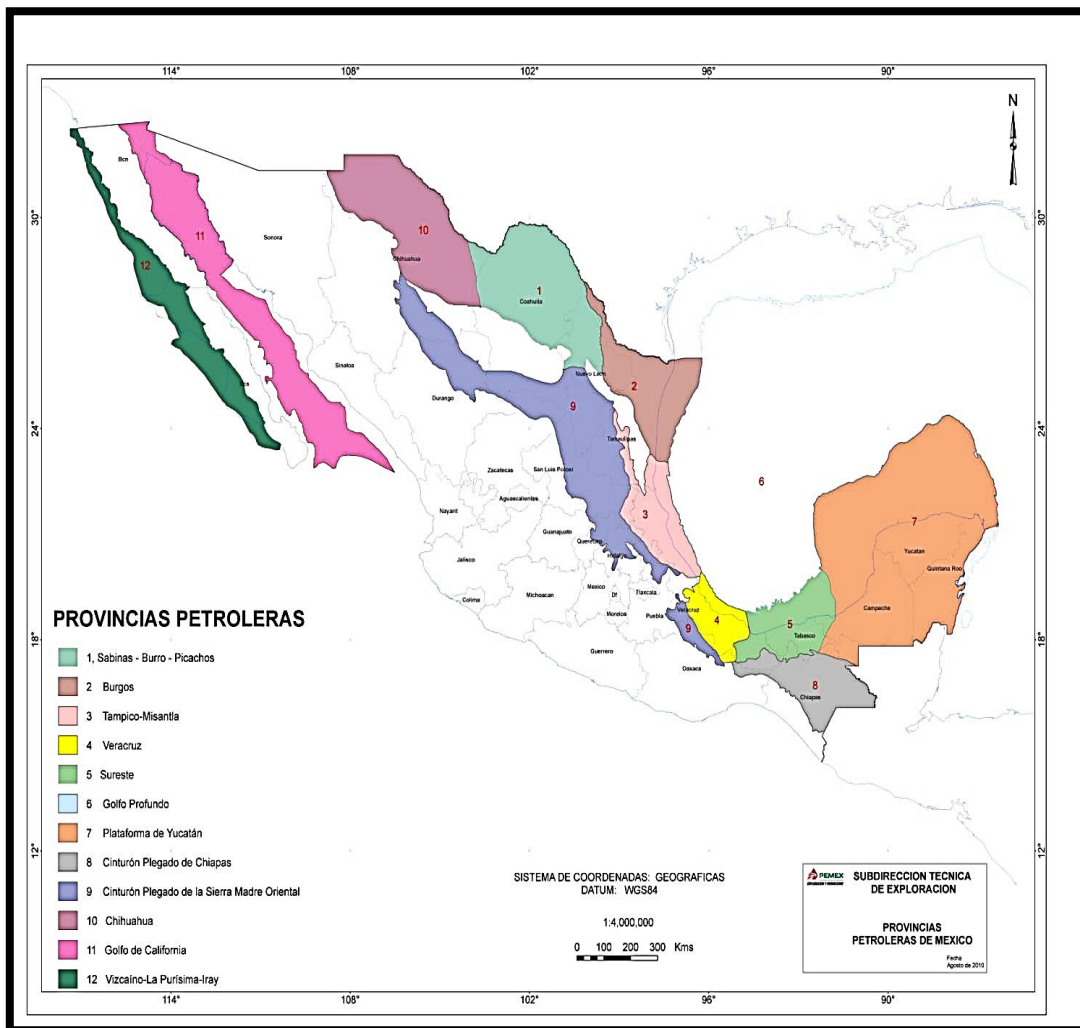 114°
108°
102°
96°
90°
N
30°
30°
24°
24°
18°
18°
12°
12°
Bcn
11
Sonora
12
Bcs
10
Chihuahua
1
Coahuila
Sinaloa
Nuevo León
2
Durango
9
Tamaulipas
Zacatecas
San Luis Potosí
6
Aguascalientes
3
7
Nayarit
Guanajuato
Queretaro
Hidalgo
Yucatan
Jalisco
Quintana Roo
Mexico
Tlaxcala
Colima
Michoacan
Df
Morelos
Puebla
Veracruz
4
Campeche
9
5
Tabasco
Guerrero
Oaxaca
8
Chiapas
PROVINCIAS PETROLERAS
1, Sabinas - Burro - Picachos
2 Burgos
3 Tampico-Misantla
4 Veracruz
5 Sureste
6 Golfo Profundo
7 Plataforma de Yucatán
8 Cinturón Plegado de Chiapas
9 Cinturón Plegado de la Sierra Madre Oriental
10 Chihuahua
11 Golfo de California
12 Vizcaíno-La Purísima-Iray
SISTEMA DE COORDENADAS: GEOGRAFICAS
DATUM: WGS84
1:4,000,000
0 100 200 300 Kms
PEMEX
SUBDIRECCION TECNICA
DE EXPLORACION
PROVINCIAS
PETROLERAS DE MEXICO
Fecha
Agosto de 2010
114°
108°
102°
96°
90°